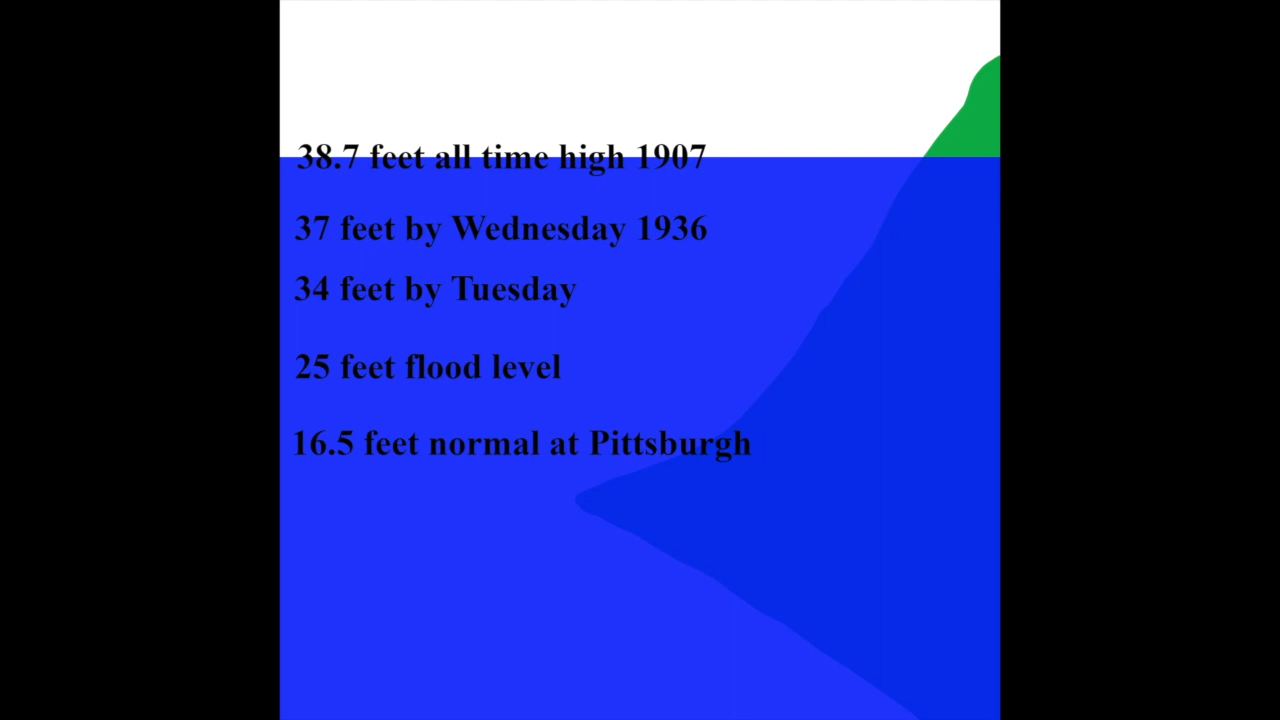 38.7 feet all time high 1907
37 feet by Wednesday 1936
34 feet by Tuesday
25 feet flood level
16.5 feet normal at Pittsburgh